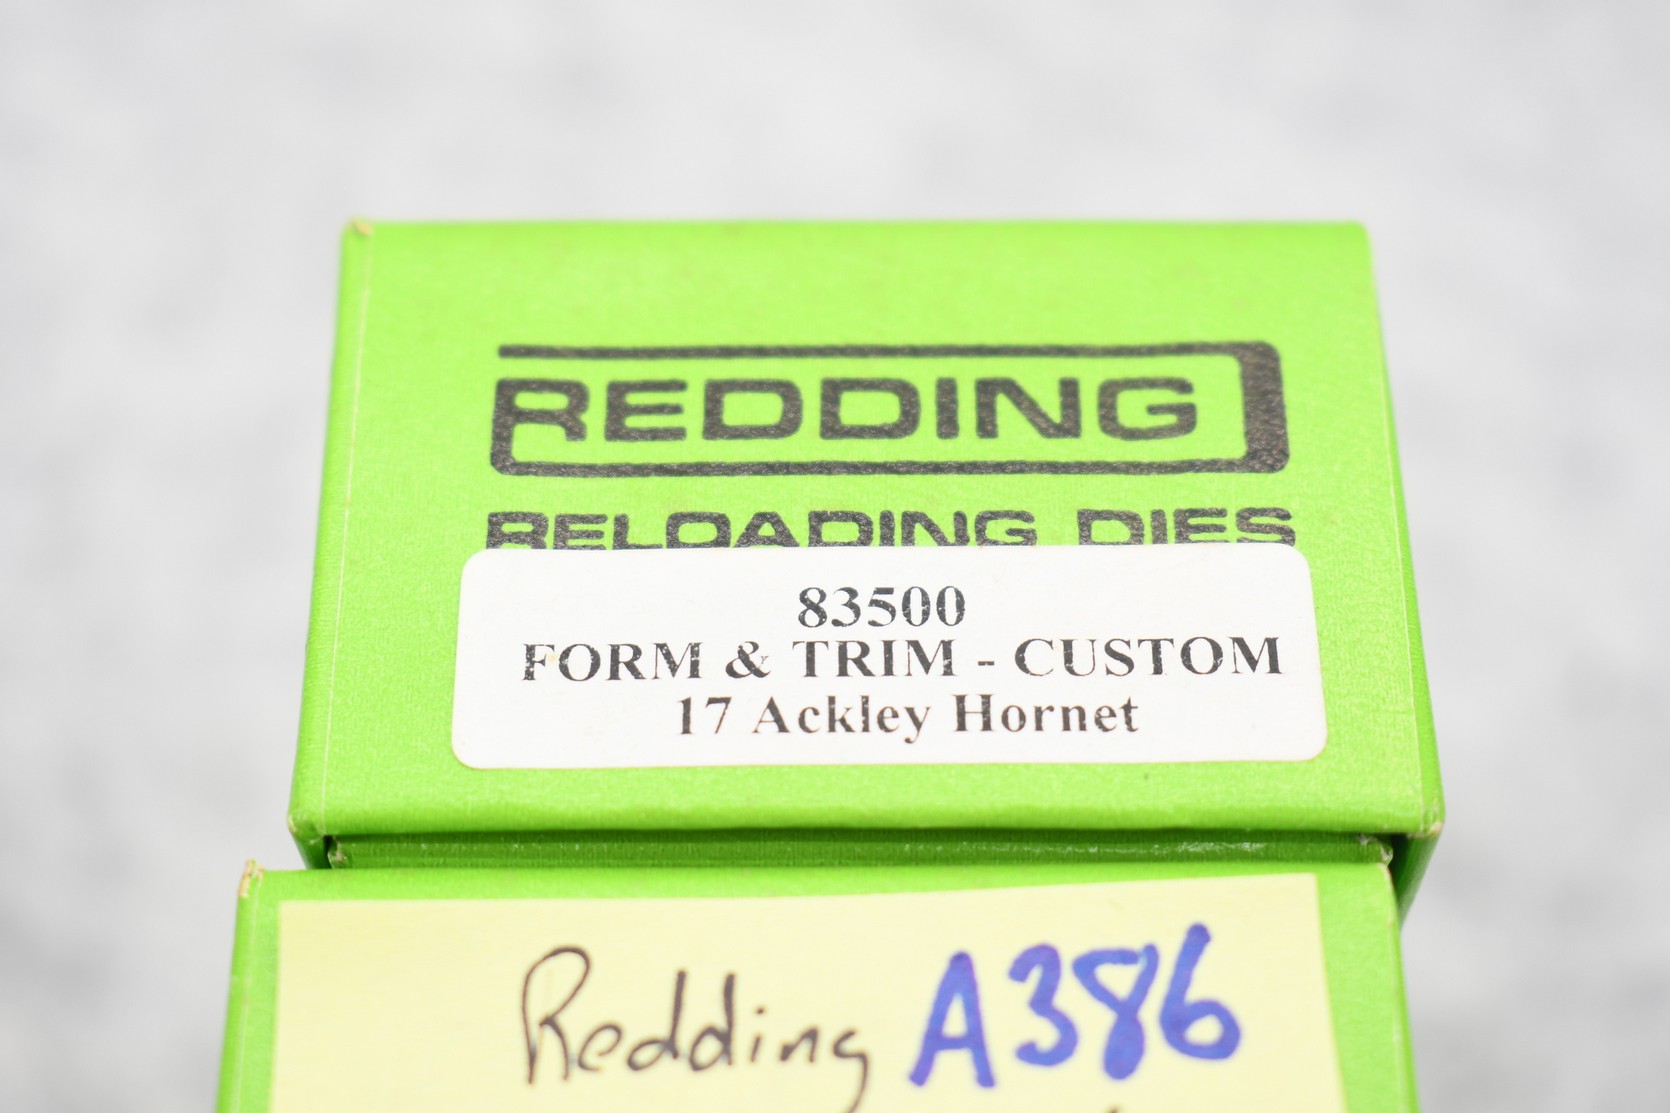 REDDING
RELOADING DIES
83500
FORM & TRIM - CUSTOM
17 Ackley Hornet
Redding A386